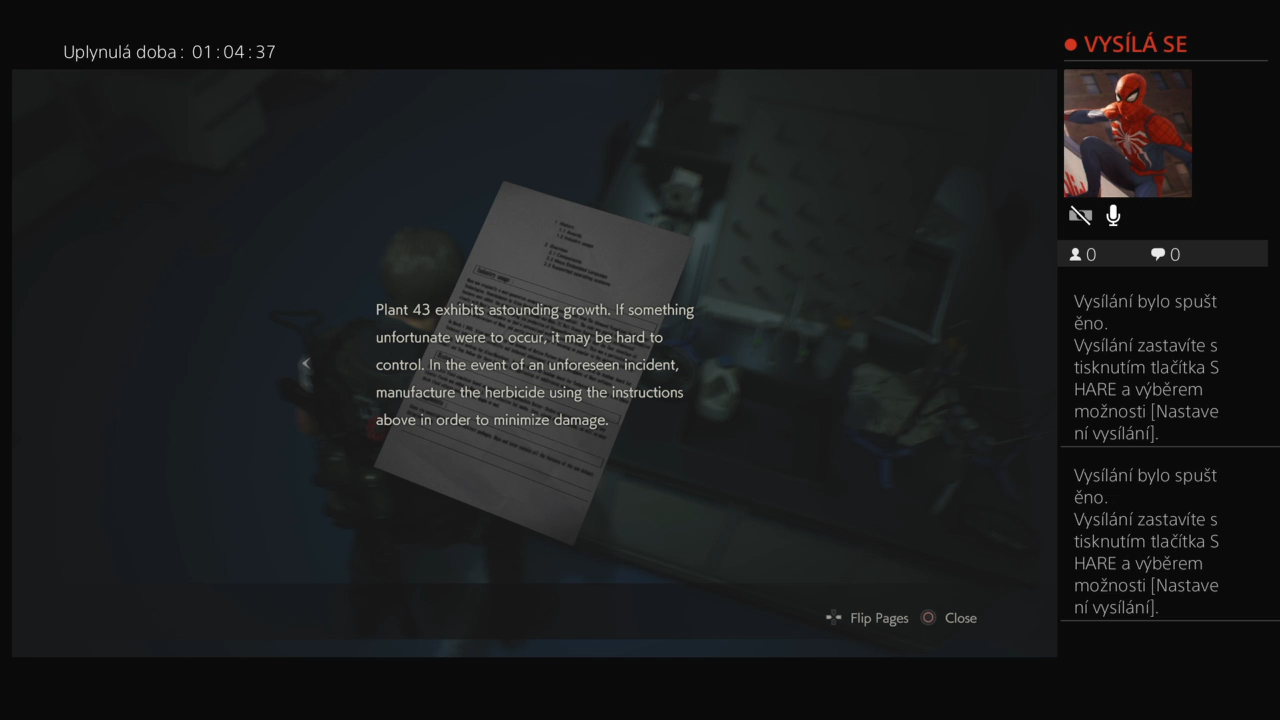 Uplynulá doba: 01:04:37
VYSÍLÁ SE
0 0
Plant 43 exhibits astounding growth. If something
unfortunate were to occur, it may be hard to
control. In the event of an unforeseen incident,
manufacture the herbicide using the instructions
above in order to minimize damage.
Flip Pages Close
Vysílání bylo spušt
ěno.
Vysílání zastavíte s
tisknutím tlačítka S
HARE a výběrem
možnosti [Nastave
ní vysílání].
Vysílání bylo spušt
ěno.
Vysílání zastavíte s
tisknutím tlačítka S
HARE a výběrem
možnosti [Nastave
ní vysílání].